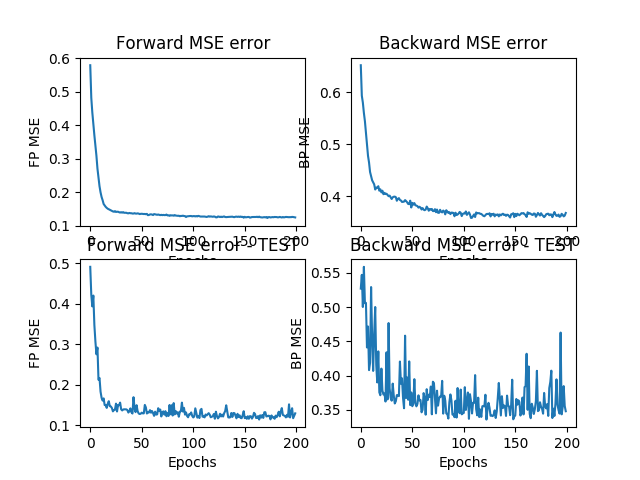 Forward MSE error
Backward MSE error
0.6
0.5
0.4
0.3
0.2
0.1
FP MSE
0 50 100 150 200
Epochs
0.6
0.5
0.4
BP MSE
0 50 100 150 200
Epochs
Forward MSE error - TEST
Backward MSE error - TEST
0.5
0.4
0.3
0.2
0.1
FP MSE
0 50 100 150 200
Epochs
0.55
0.50
0.45
0.40
0.35
BP MSE
0 50 100 150 200
Epochs